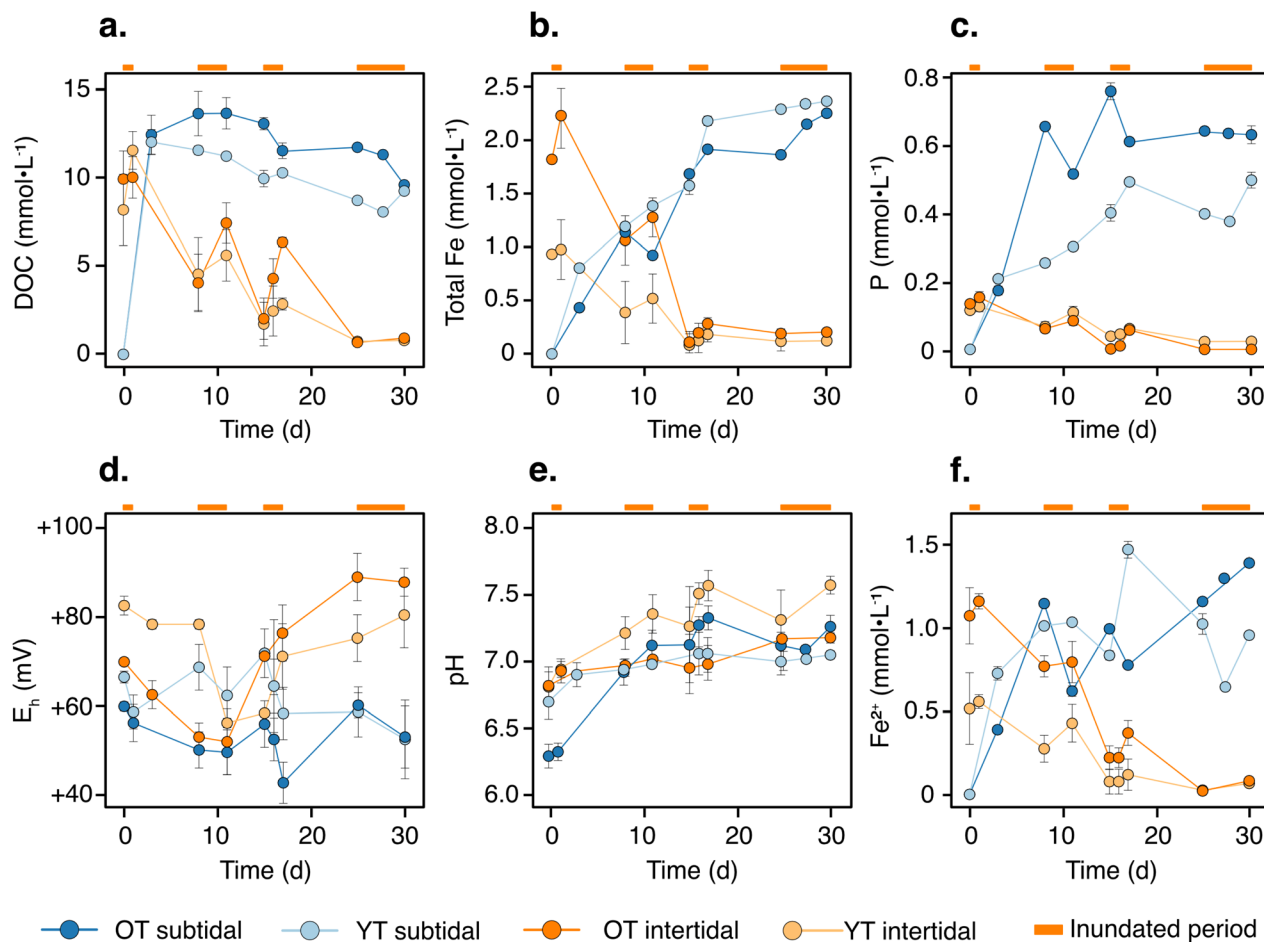 a.
b.
c.
15
10
5
0
DOC (mmol•L⁻¹)
0 10 20 30
Time (d)
2.5
2.0
1.5
1.0
0.5
0
Total Fe (mmol•L⁻¹)
0 10 20 30
Time (d)
0.8
0.6
0.4
0.2
0
P (mmol•L⁻¹)
0 10 20 30
Time (d)
d.
e.
f.
+100
+80
+60
+40
Eₕ (mV)
0 10 20 30
Time (d)
8.0
7.5
7.0
6.5
6.0
pH
0 10 20 30
Time (d)
1.5
1.0
0.5
0
Fe²⁺ (mmol•L⁻¹)
0 10 20 30
Time (d)
OT subtidal YT subtidal OT intertidal YT intertidal Inundated period